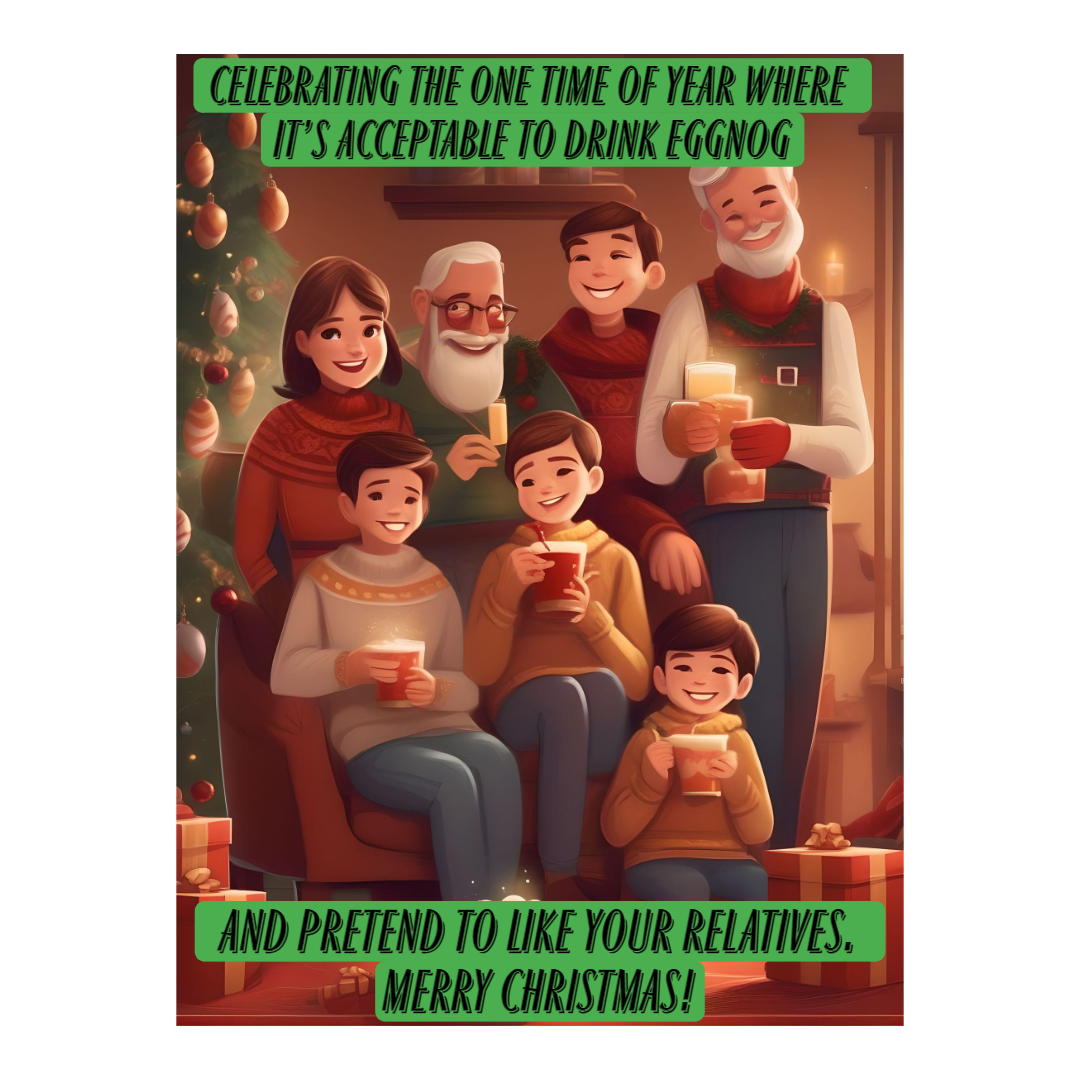 CELEBRATING THE ONE TIME OF YEAR WHERE
IT'S ACCEPTABLE TO DRINK EGGNOG
AND PRETEND TO LIKE YOUR RELATIVES.
MERRY CHRISTMAS!